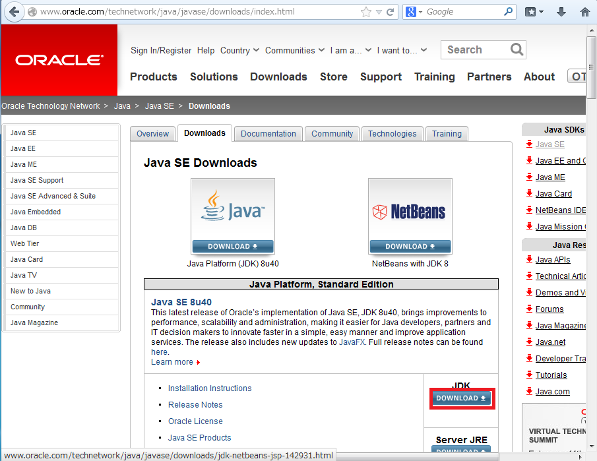 www.oracle.com/technetwork/java/javase/downloads/index.html
Google
ORACLE
Sign In/Register Help Country Communities I am a... I want to... Search
Products Solutions Downloads Store Support Training Partners About OT
Oracle Technology Network > Java > Java SE > Downloads
Java SE
Java EE
Java ME
Java SE Support
Java SE Advanced & Suite
Java Embedded
Java DB
Web Tier
Java Card
Java TV
New to Java
Community
Java Magazine
Overview Downloads Documentation Community Technologies Training
Java SE Downloads
Java™
DOWNLOAD
Java Platform (JDK) 8u40
NetBeans
DOWNLOAD
NetBeans with JDK 8
Java Platform, Standard Edition
Java SE 8u40
This latest release of Oracle's implementation of Java SE, JDK 8u40, brings improvements to
performance, scalability and administration, making it easier for Java developers, partners and
IT decision makers to innovate faster in a simple, easy manner and improve application
services. The release also includes new updates to JavaFX. Full release notes can be found
here.
Learn more
Installation Instructions
Release Notes
Oracle License
Java SE Products
JDK
DOWNLOAD
Server JRE
Java SDKs
Java SE
Java EE and G
Java ME
Java Card
NetBeans IDE
Java Mission C
Java Res
Java APIs
Technical Artic
Demos and V
Forums
Java Magazin
Java.net
Developer Tra
Tutorials
Java.com
VIRTUAL TECHN
SUMMIT
www.oracle.com/technetwork/java/javase/downloads/jdk-netbeans-jsp-142931.html